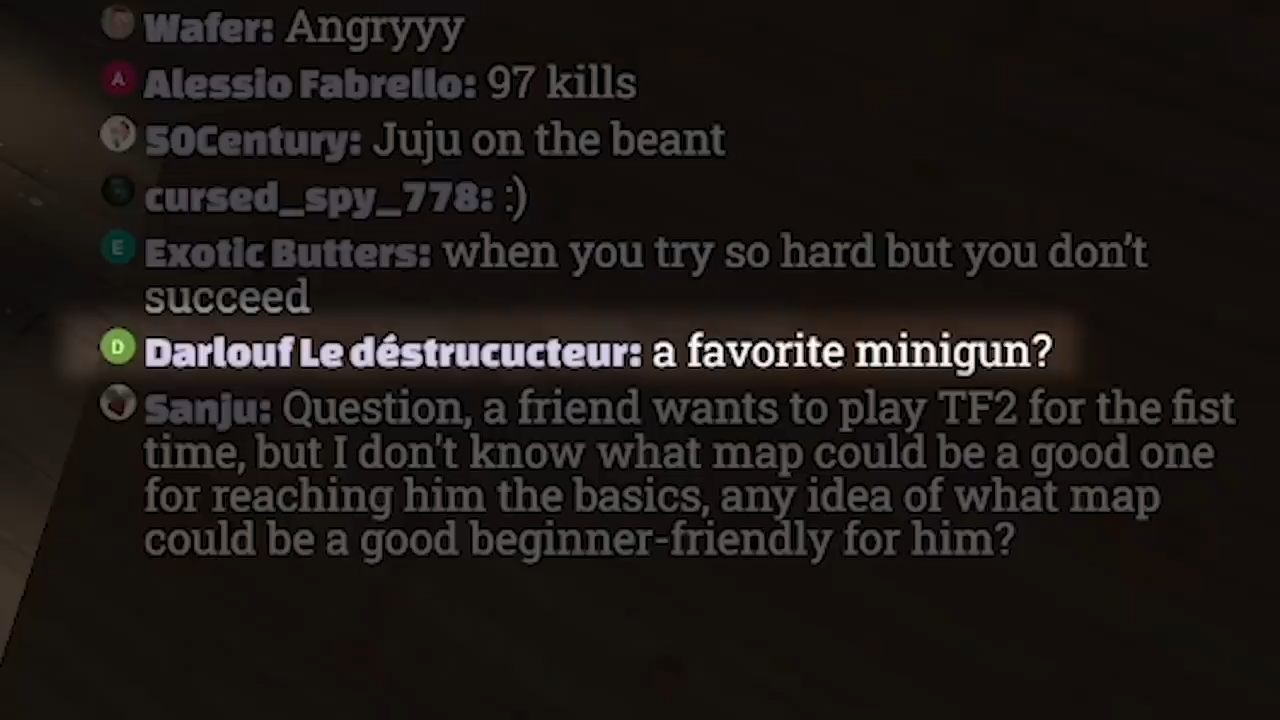 Wafer: Angryyy
A Alessio Fabrello: 97 kills
50Century: Juju on the beant
cursed_spy_778: :)
E Exotic Butters: when you try so hard but you don't
succeed
D Darlouf Le déstrucucteur: a favorite minigun?
Sanju: Question, a friend wants to play TF2 for the fist
time, but I don't know what map could be a good one
for reaching him the basics, any idea of what map
could be a good beginner-friendly for him?